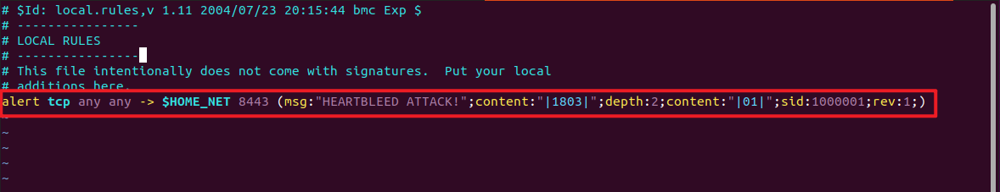 # $Id: local.rules,v 1.11 2004/07/23 20:15:44 bmc Exp $
# ----------------
# LOCAL RULES
# ----------------
# This file intentionally does not come with signatures.  Put your local
# additions here.
alert tcp any any -> $HOME_NET 8443 (msg:"HEARTBLEED ATTACK!";content:"|1803|";depth:2;content:"|01|";sid:1000001;rev:1;)
~
~
~
~
~